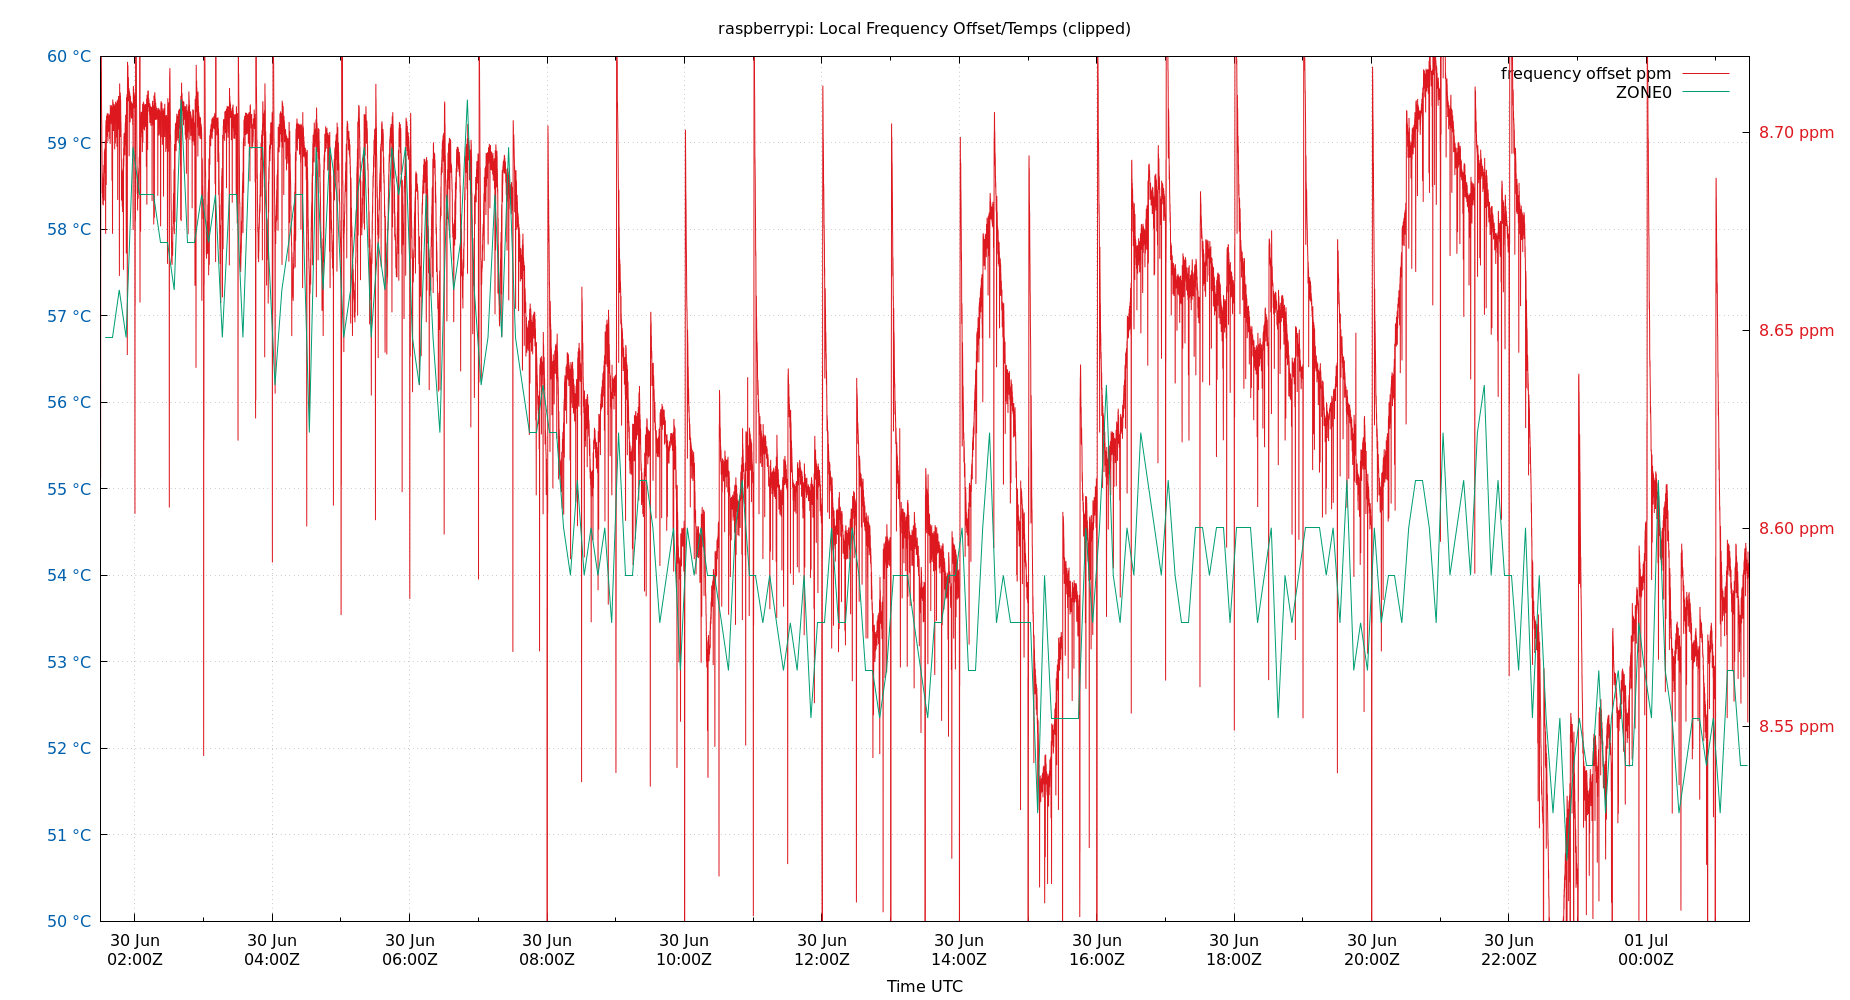 raspberrypi: Local Frequency Offset/Temps (clipped)
frequency offset ppm
ZONE0
60 °C
59 °C
58 °C
57 °C
56 °C
55 °C
54 °C
53 °C
52 °C
51 °C
50 °C
8.70 ppm
8.65 ppm
8.60 ppm
8.55 ppm
30 Jun 30 Jun 30 Jun 30 Jun 30 Jun 30 Jun 30 Jun 30 Jun 30 Jun 30 Jun 30 Jun 01 Jul
02:00Z 04:00Z 06:00Z 08:00Z 10:00Z 12:00Z 14:00Z 16:00Z 18:00Z 20:00Z 22:00Z 00:00Z
Time UTC